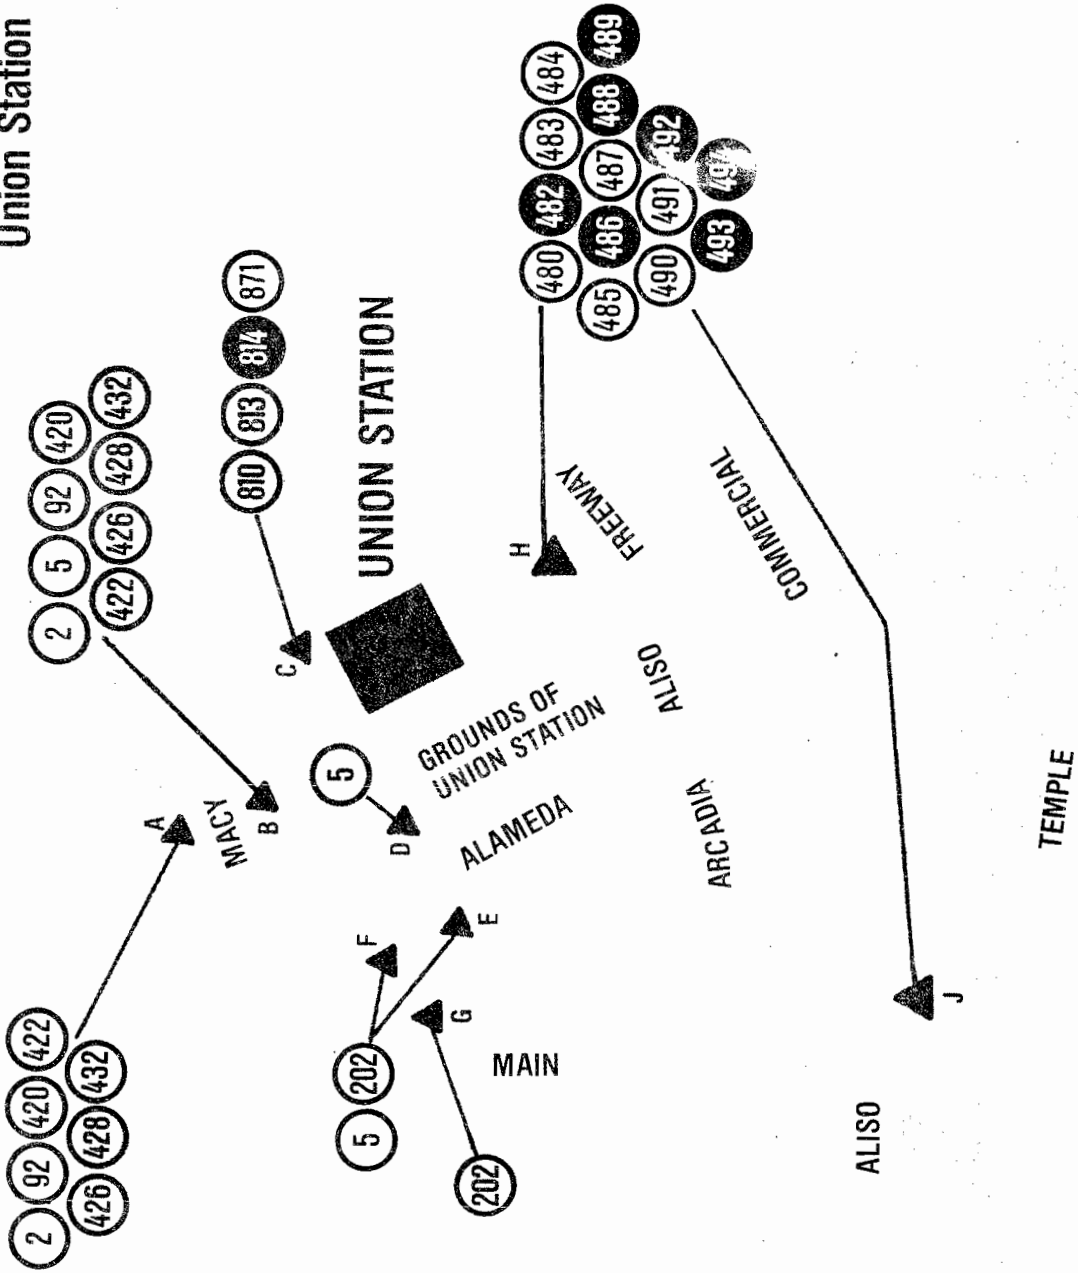 Union Station
2 92 420 422
426 428 432
2 5 92 420
422 426 428 432
A
MACY
B
810 813 814 871
C
5
D
UNION STATION
F
5 202
E
G
202
GROUNDS OF
UNION STATION
ALAMEDA
MAIN
H
480 482 483 484
485 486 487 488 489
490 491 492
493 494
FREEWAY
ALISO
ARCADIA
COMMERCIAL
ALISO
J
TEMPLE